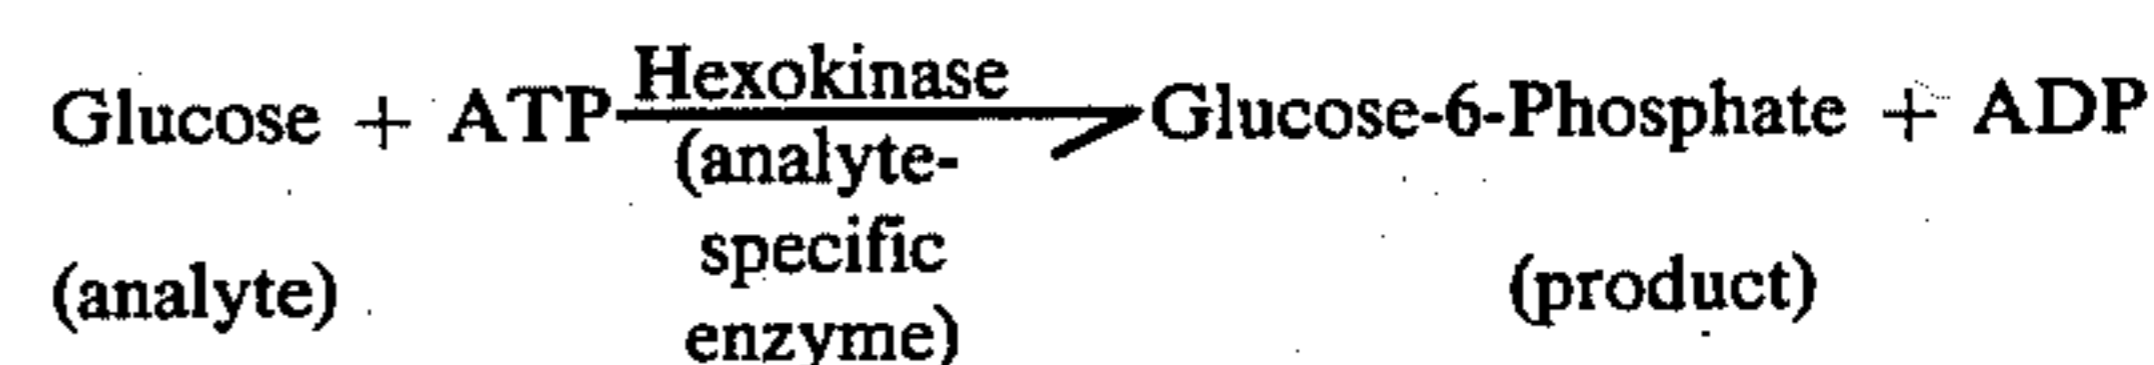 Hexokinase
Glucose + ATP Glucose-6-Phosphate + ADP
(analyte-
specific
(analyte) (product)
enzyme)